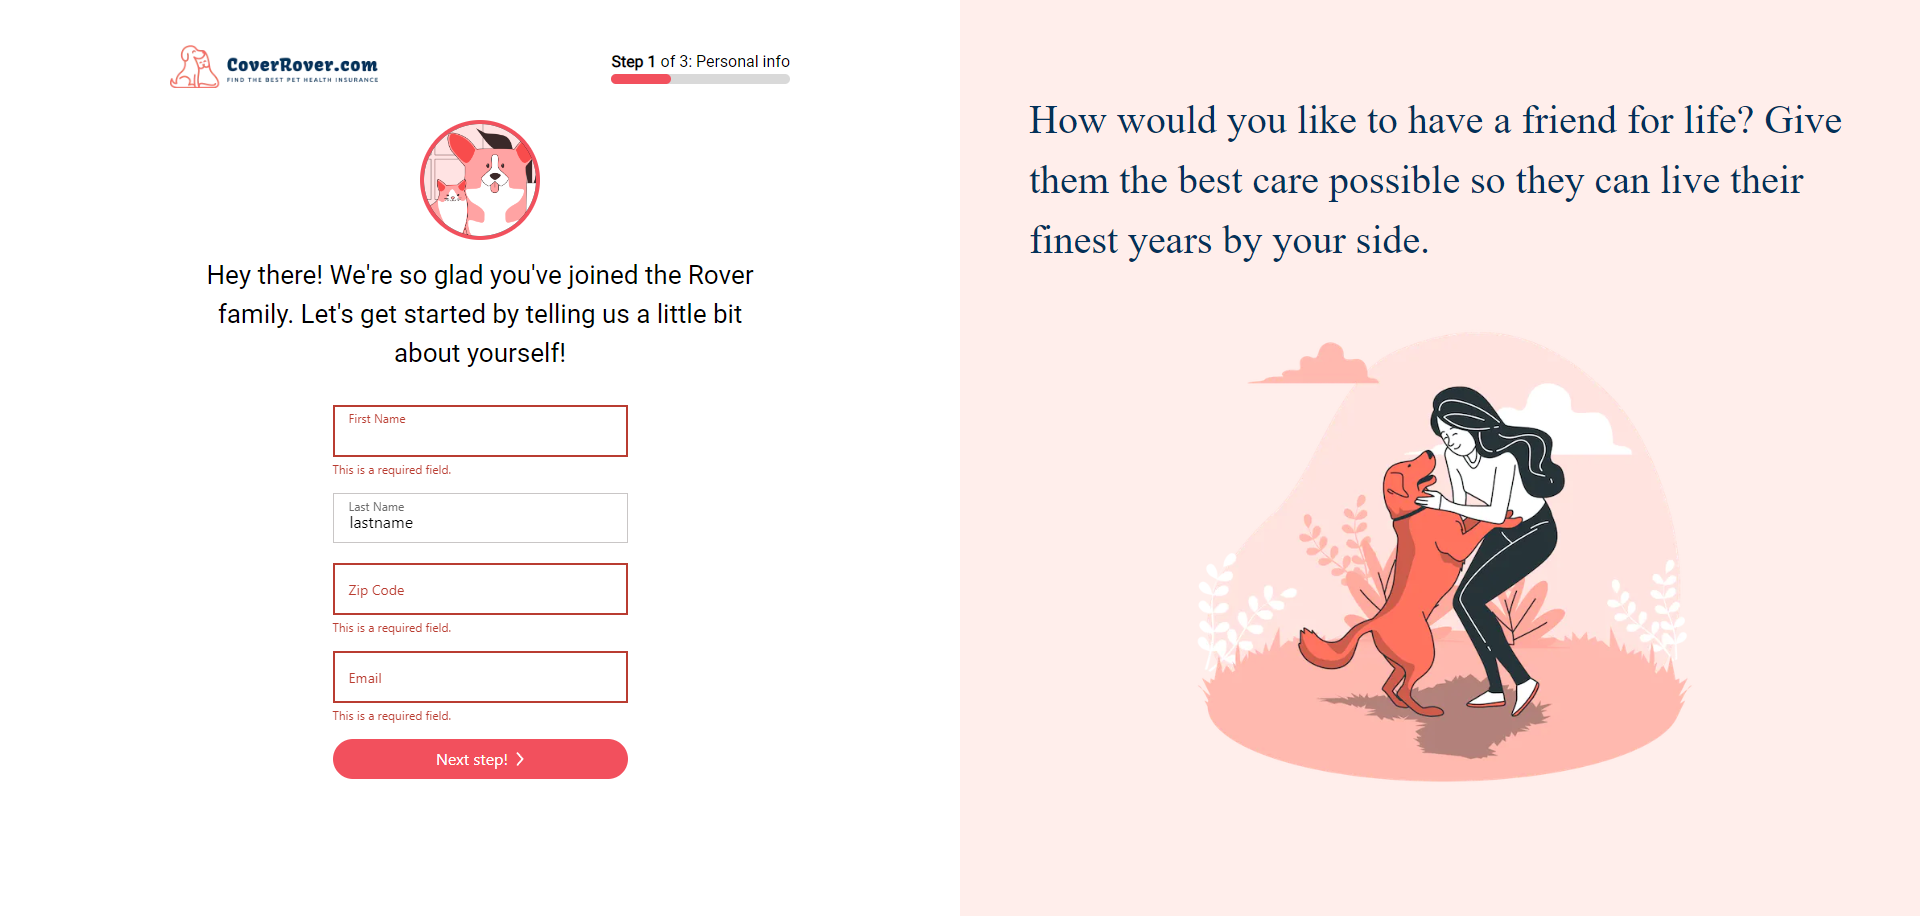 CoverRover.com
FIND THE BEST PET HEALTH INSURANCE
Step 1 of 3: Personal info
Hey there! We're so glad you've joined the Rover
family. Let's get started by telling us a little bit
about yourself!
First Name
This is a required field.
Last Name
lastname
Zip Code
This is a required field.
Email
This is a required field.
Next step!
How would you like to have a friend for life? Give
them the best care possible so they can live their
finest years by your side.